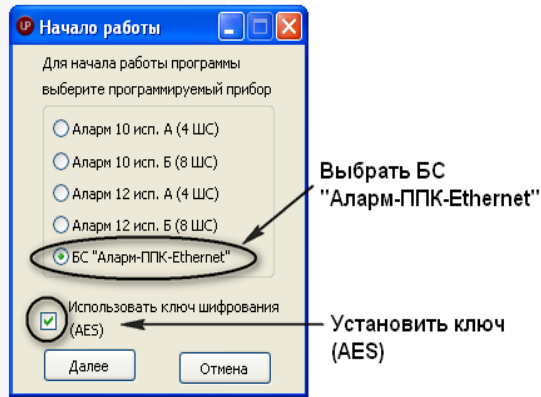 UP Начало работы
Для начала работы программы
выберите программируемый прибор
Аларм 10 исп. А (4 ШС)
Аларм 10 исп. Б (8 ШС)
Аларм 12 исп. А (4 ШС)
Аларм 12 исп. Б (8 ШС)
БС "Аларм-ППК-Ethernet"
Выбрать БС
"Аларм-ППК-Ethernet"
Использовать ключ шифрования
(AES)
Установить ключ
(AES)
Далее
Отмена